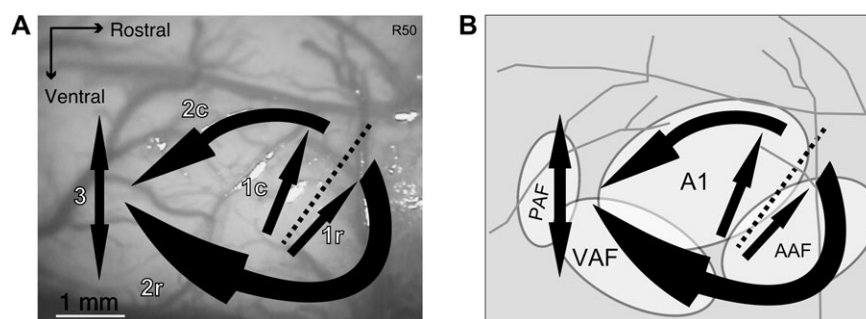 A
Rostral
R50
Ventral
2c
3
1c
1r
2r
1 mm
B
A1
PAF
VAF
AAF